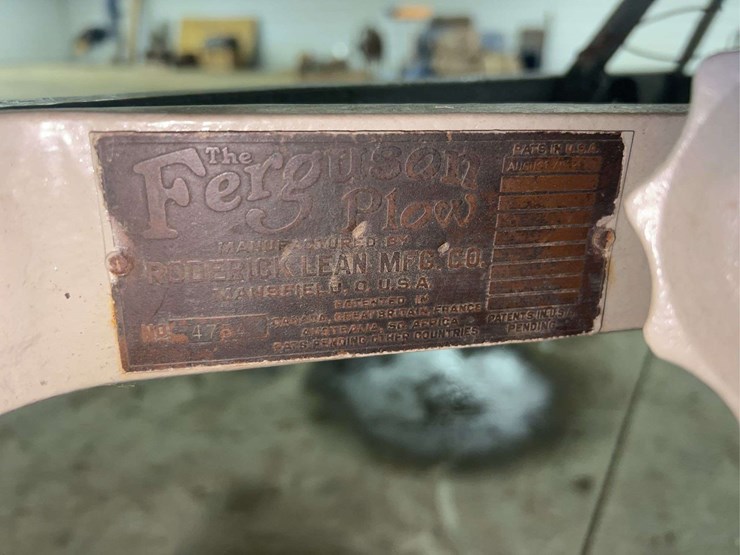 The
Ferguson
Plow
MANUFACTURED BY
RODERICK LEAN MFG. CO.
MANSFIELD, O. U.S.A.
PATENTED IN
CANADA, GREAT BRITAIN, FRANCE
AUSTRALIA, SO. AFRICA
PATS PENDING OTHER COUNTRIES
NO.
PATS IN U.S.A.
PATENTS IN U.S.A.
PENDING